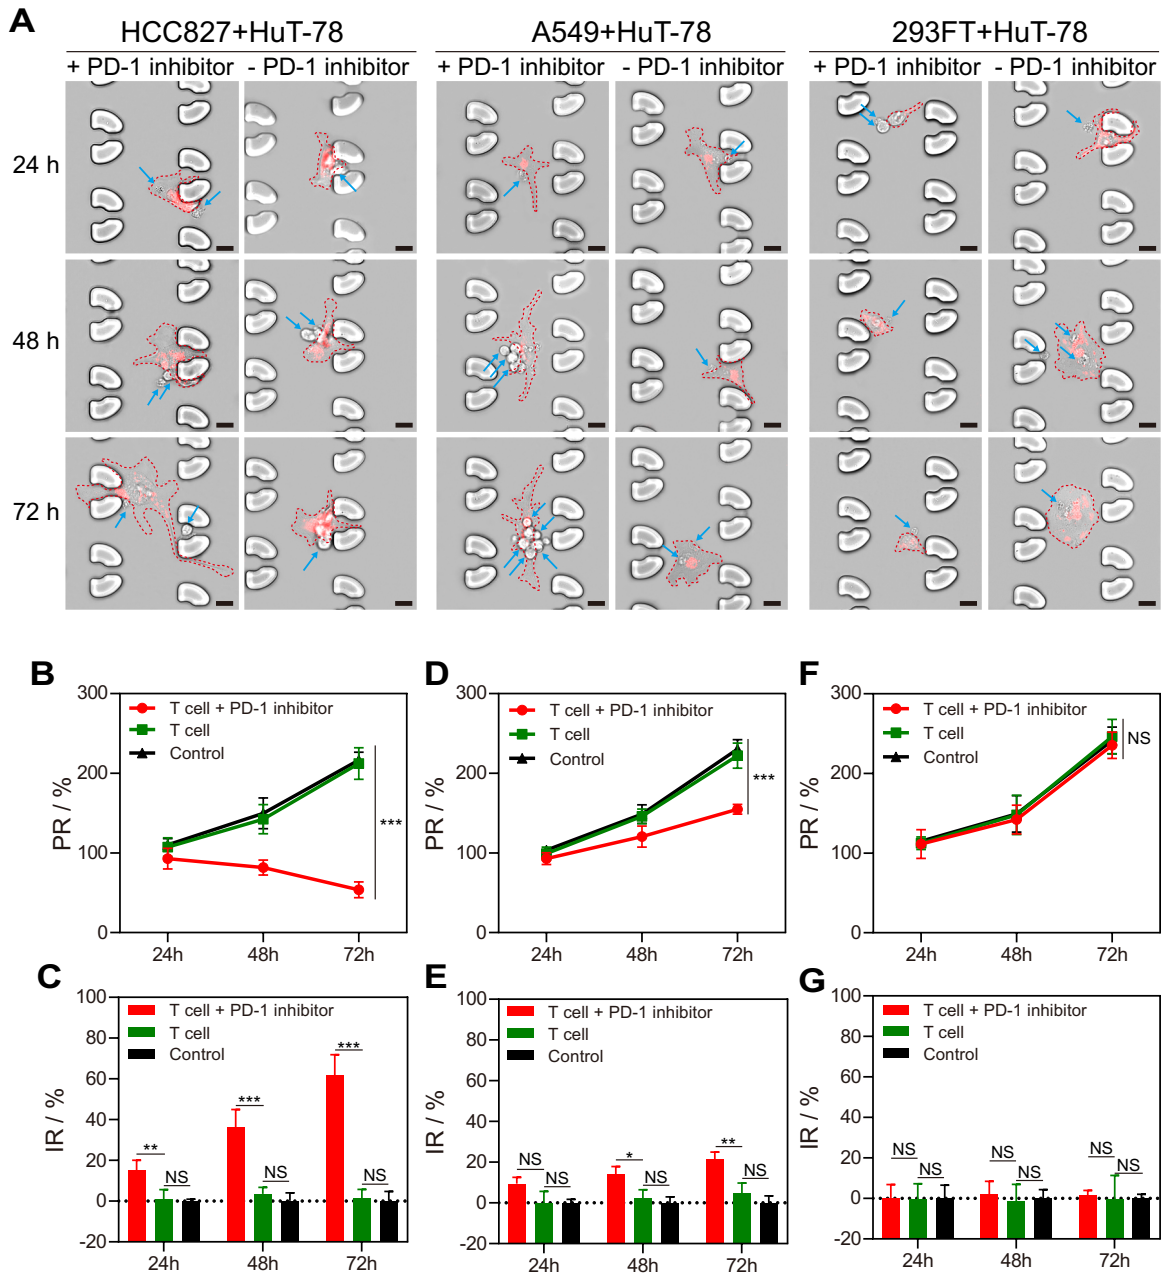 A
HCC827+HuT-78
A549+HuT-78
293FT+HuT-78
+ PD-1 inhibitor
- PD-1 inhibitor
+ PD-1 inhibitor
- PD-1 inhibitor
+ PD-1 inhibitor
- PD-1 inhibitor
24 h
48 h
72 h
B
PR / %
300
200
100
0
T cell + PD-1 inhibitor
T cell
Control
***
24h
48h
72h
D
PR / %
300
200
100
0
T cell + PD-1 inhibitor
T cell
Control
***
24h
48h
72h
F
PR / %
300
200
100
0
T cell + PD-1 inhibitor
T cell
Control
NS
24h
48h
72h
C
IR / %
100
80
60
40
20
0
-20
T cell + PD-1 inhibitor
T cell
Control
**
NS
***
NS
***
NS
24h
48h
72h
E
IR / %
100
80
60
40
20
0
-20
T cell + PD-1 inhibitor
T cell
Control
NS
NS
*
NS
**
NS
24h
48h
72h
G
IR / %
100
80
60
40
20
0
-20
T cell + PD-1 inhibitor
T cell
Control
NS
NS
NS
NS
NS
NS
24h
48h
72h